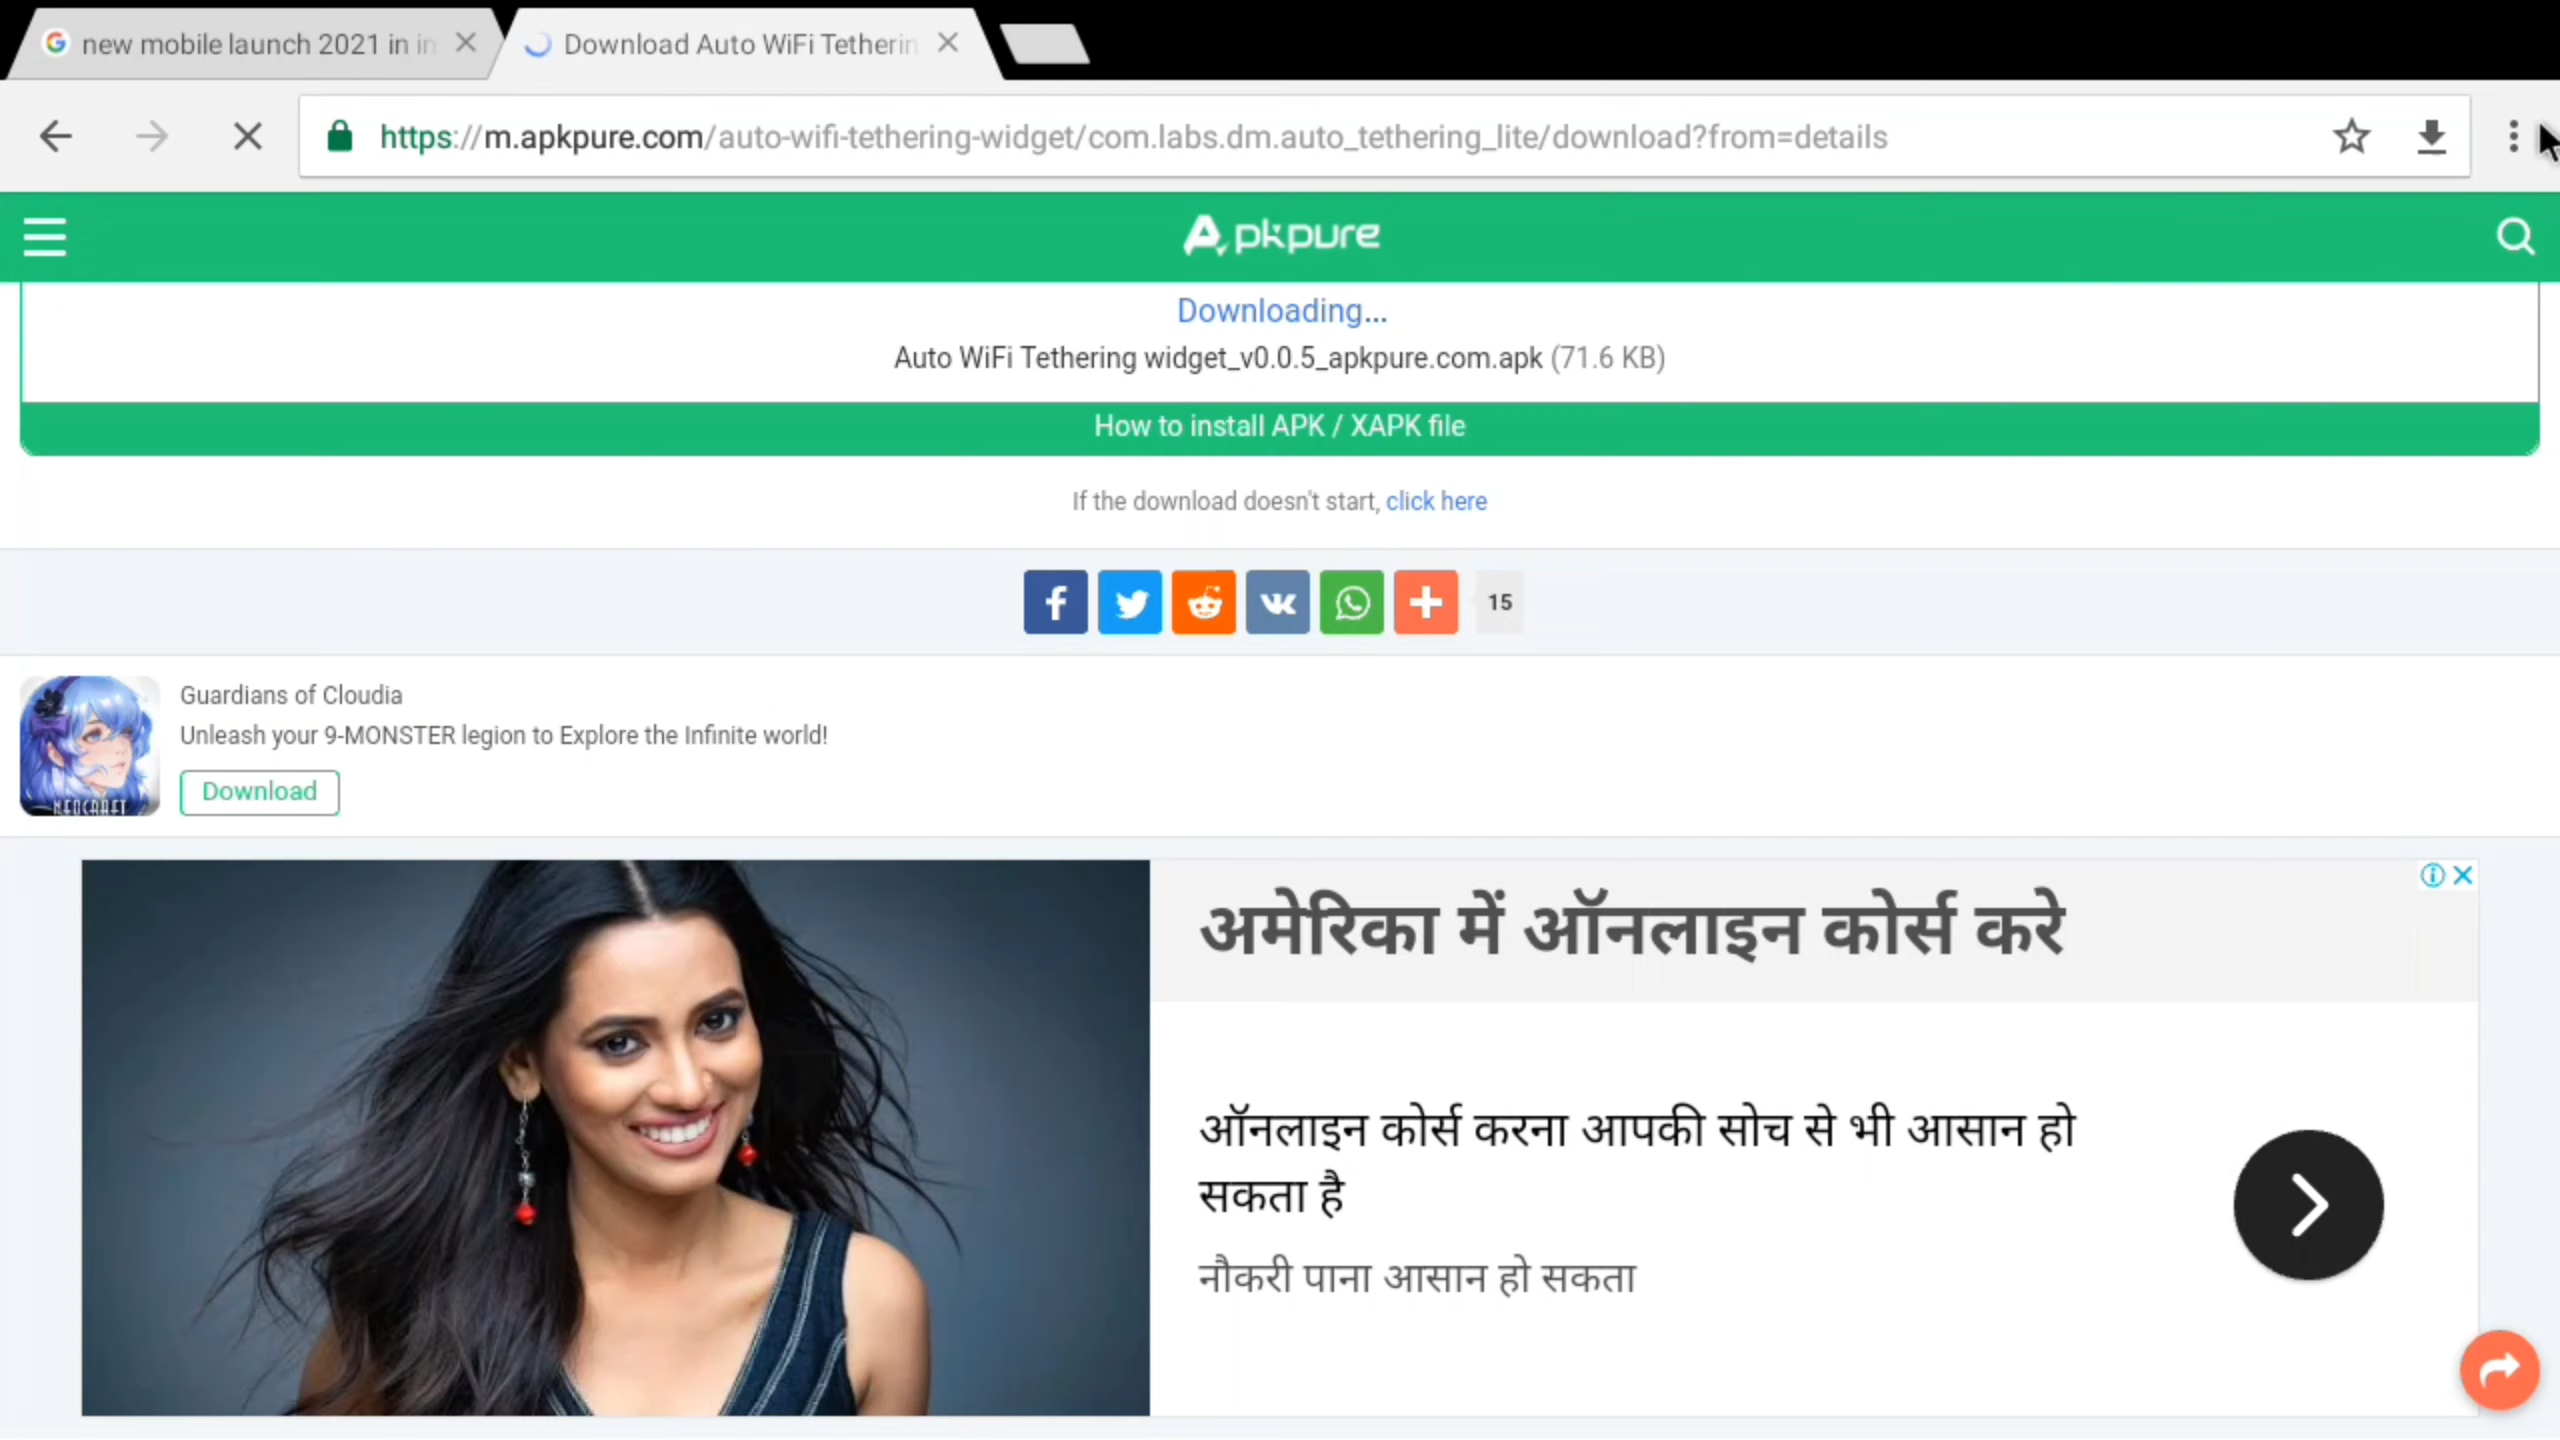 new mobile launch 2021 in in
Download Auto WiFi Tetherin
https://m.apkpure.com/auto-wifi-tethering-widget/com.labs.dm.auto_tethering_lite/download?from=details
Apkpure
Downloading...
Auto WiFi Tethering widget_v0.0.5_apkpure.com.apk (71.6 KB)
How to install APK / XAPK file
If the download doesn't start, click here
15
Guardians of Cloudia
Unleash your 9-MONSTER legion to Explore the Infinite world!
NEOCRAFT
Download
अमेरिका में ऑनलाइन कोर्स करे
ऑनलाइन कोर्स करना आपकी सोच से भी आसान हो
सकता है
नौकरी पाना आसान हो सकता